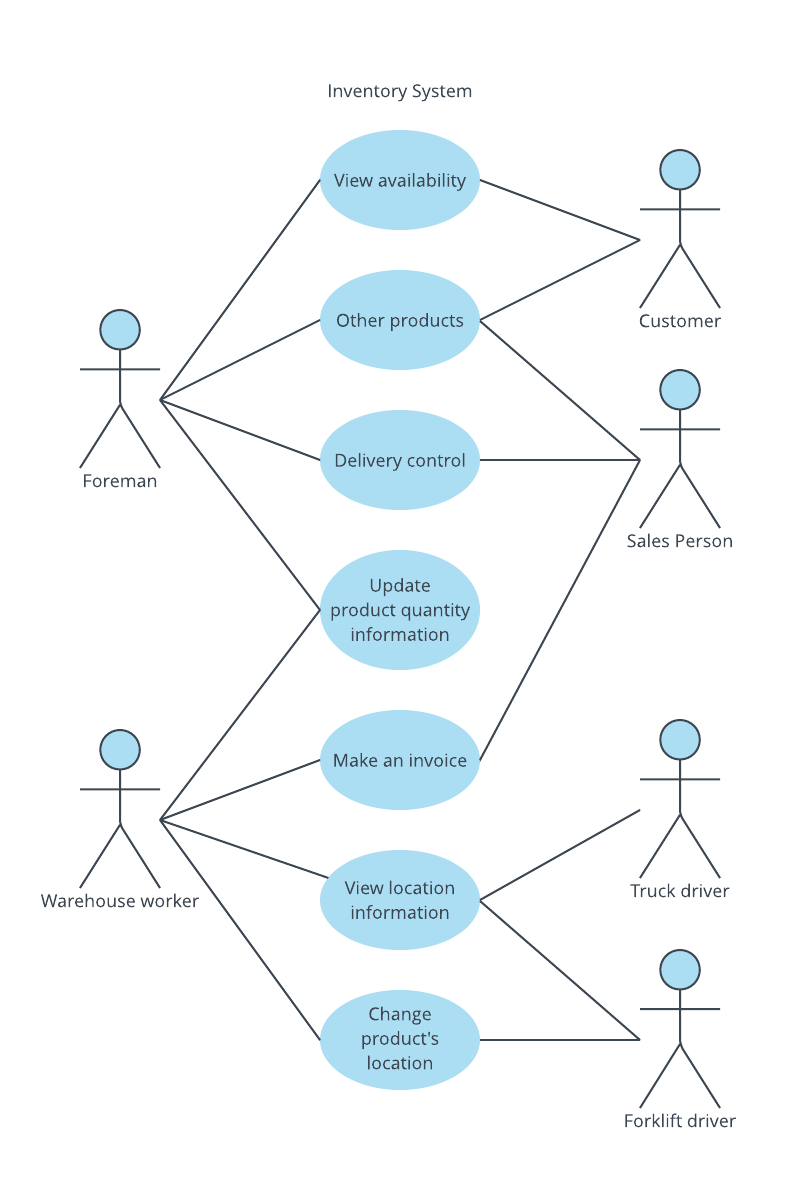 Inventory System
View availability
Other products
Customer
Delivery control
Foreman
Sales Person
Update
product quantity
information
Make an invoice
View location
information
Truck driver
Warehouse worker
Change
product's
location
Forklift driver